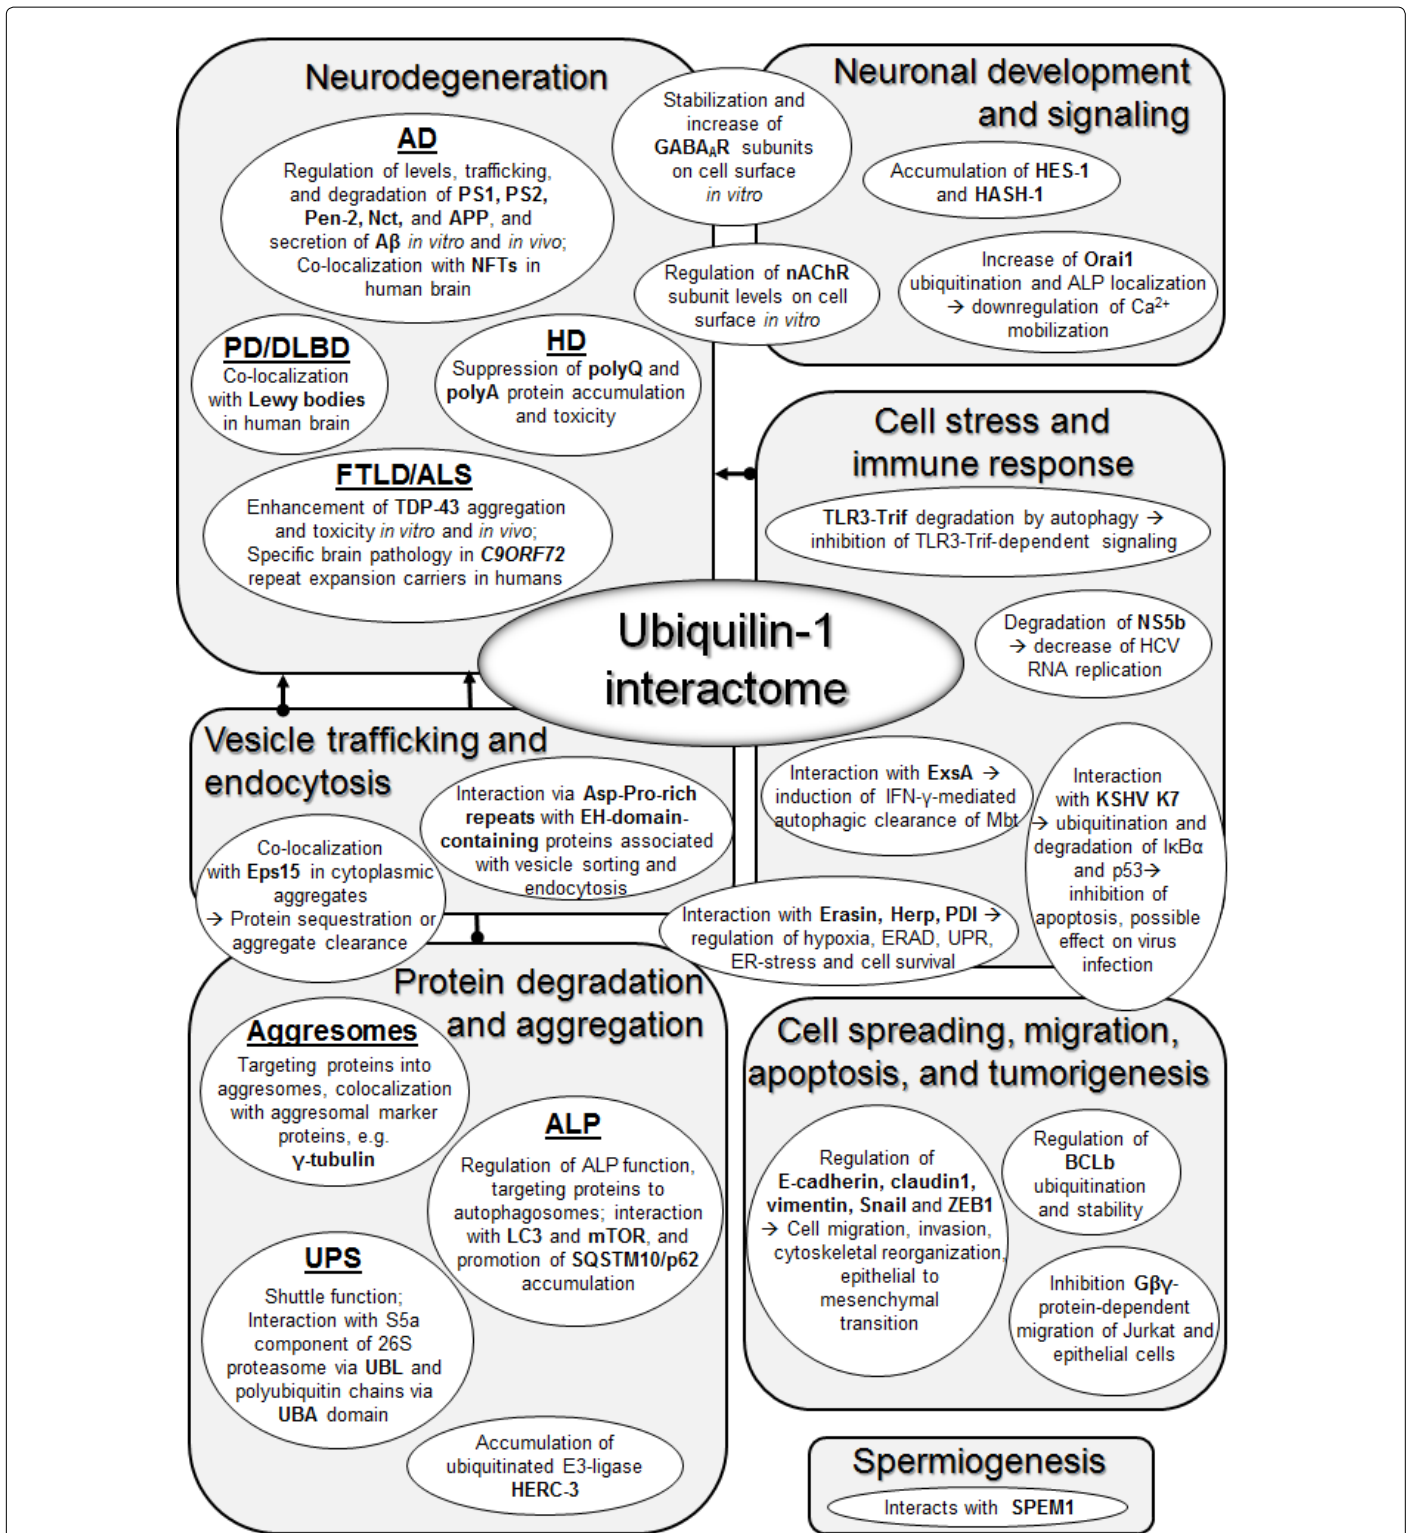 Neurodegeneration
AD
Regulation of levels, trafficking,
and degradation of PS1, PS2,
Pen-2, Nct, and APP, and
secretion of Aβ in vitro and in vivo;
Co-localization with NFTs in
human brain
PD/DLBD
Co-localization
with Lewy bodies
in human brain
HD
Suppression of polyQ and
polyA protein accumulation
and toxicity
FTLD/ALS
Enhancement of TDP-43 aggregation
and toxicity in vitro and in vivo;
Specific brain pathology in C9ORF72
repeat expansion carriers in humans
Stabilization and
increase of
GABAAR subunits
on cell surface
in vitro
Regulation of nAChR
subunit levels on cell
surface in vitro
Neuronal development
and signaling
Accumulation of HES-1
and HASH-1
Increase of Orai1
ubiquitination and ALP localization
→ downregulation of Ca2+
mobilization
Cell stress and
immune response
TLR3-Trif degradation by autophagy →
inhibition of TLR3-Trif-dependent signaling
Degradation of NS5b
→ decrease of HCV
RNA replication
Ubiquilin-1
interactome
Interaction with ExsA →
induction of IFN-γ-mediated
autophagic clearance of Mbt
Interaction
with KSHV K7
→ ubiquitination and
degradation of IκBα
and p53→
inhibition of
apoptosis, possible
effect on virus
infection
Interaction with Erasin, Herp, PDI →
regulation of hypoxia, ERAD, UPR,
ER-stress and cell survival
Vesicle trafficking and
endocytosis
Interaction via Asp-Pro-rich
repeats with EH-domain-
containing proteins associated
with vesicle sorting and
endocytosis
Co-localization
with Eps15 in cytoplasmic
aggregates
→ Protein sequestration or
aggregate clearance
Protein degradation
and aggregation
Aggresomes
Targeting proteins into
aggresomes, colocalization
with aggresomal marker
proteins, e.g.
γ-tubulin
ALP
Regulation of ALP function,
targeting proteins to
autophagosomes; interaction
with LC3 and mTOR, and
promotion of SQSTM10/p62
accumulation
UPS
Shuttle function;
Interaction with S5a
component of 26S
proteasome via UBL and
polyubiquitin chains via
UBA domain
Accumulation of
ubiquitinated E3-ligase
HERC-3
Cell spreading, migration,
apoptosis, and tumorigenesis
Regulation of
E-cadherin, claudin1,
vimentin, Snail and ZEB1
→ Cell migration, invasion,
cytoskeletal reorganization,
epithelial to
mesenchymal
transition
Regulation of
BCLb
ubiquitination
and stability
Inhibition Gβγ-
protein-dependent
migration of Jurkat and
epithelial cells
Spermiogenesis
Interacts with SPEM1